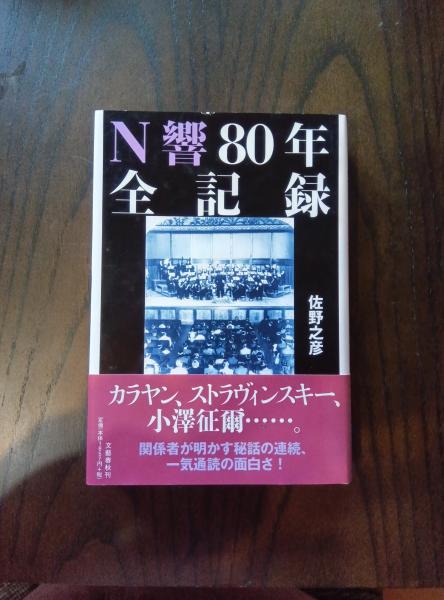 N響80年
全記録
佐野之彦
カラヤン、ストラヴィンスキー、
小澤征爾……。
関係者が明かす秘話の連続、
一気通読の面白さ！
文藝春秋刊